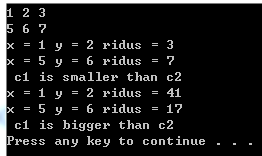 1 2 3
5 6 7
x = 1 y = 2 ridus = 3
x = 5 y = 6 ridus = 7
c1 is smaller than c2
x = 1 y = 2 ridus = 41
x = 5 y = 6 ridus = 17
c1 is bigger than c2
Press any key to continue . . .